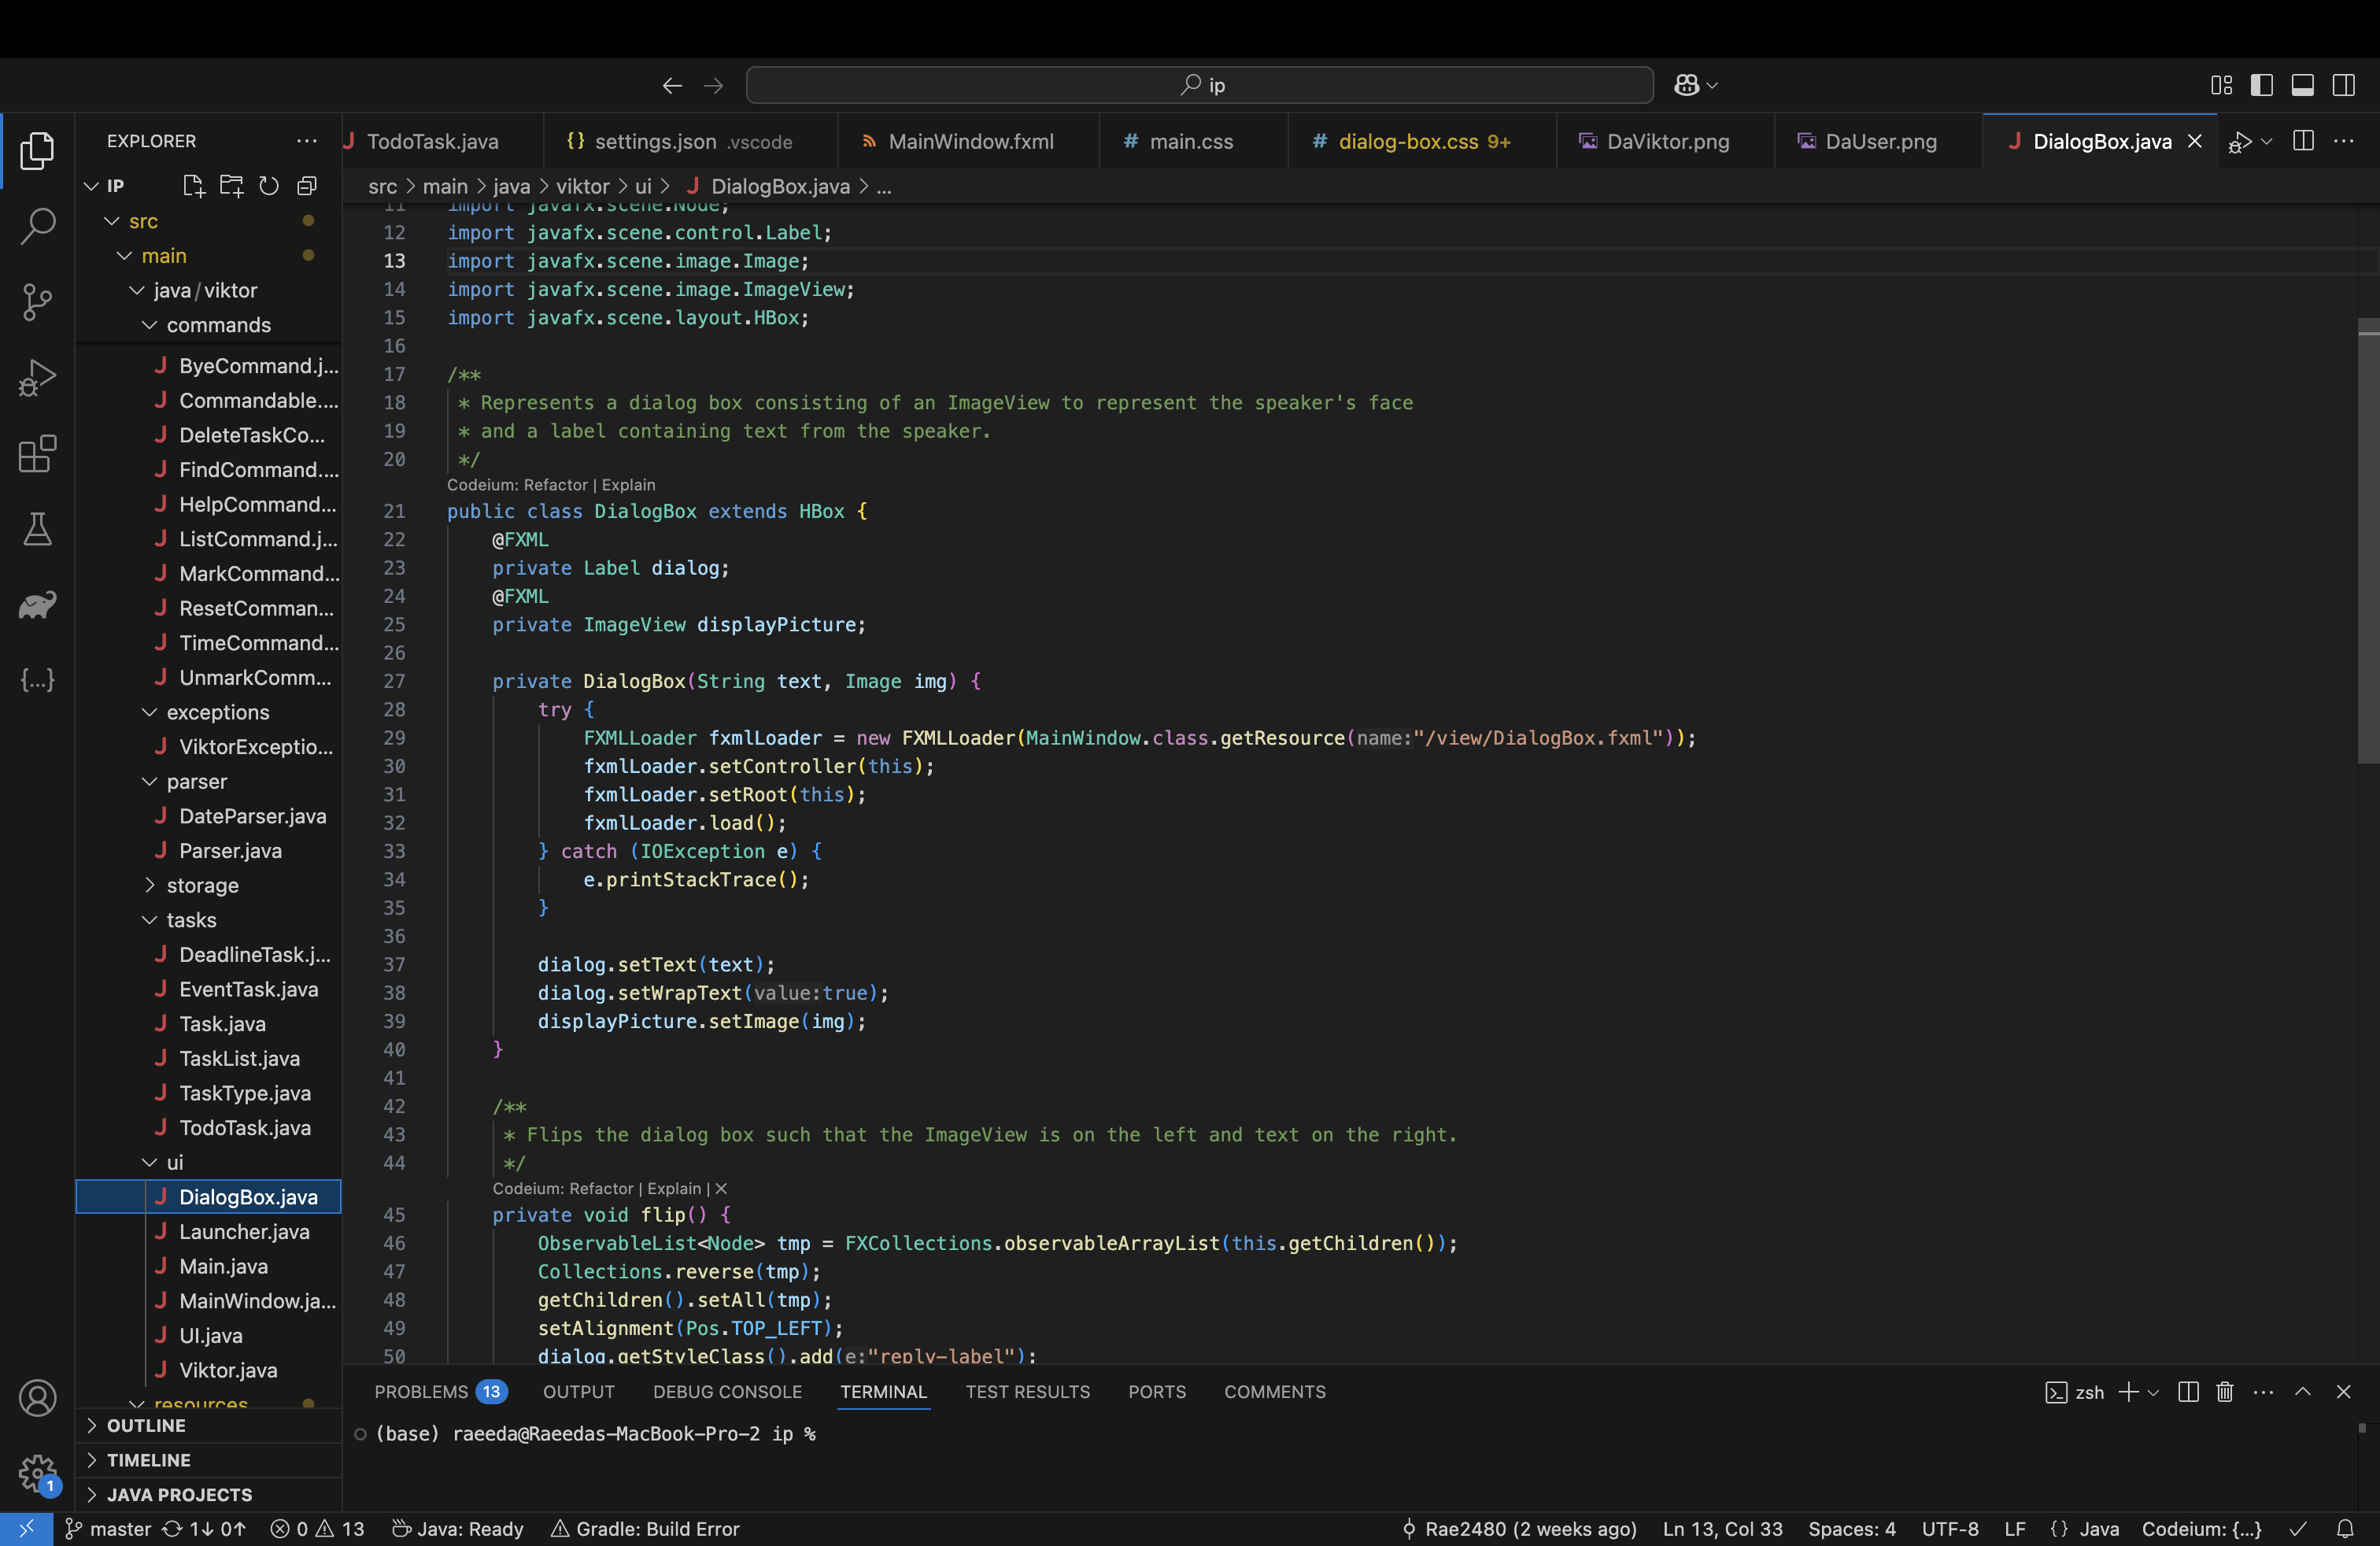 ip
EXPLORER
TodoTask.java
{} settings.json .vscode
MainWindow.fxml
# main.css
# dialog-box.css 9+
DaViktor.png
DaUser.png
J DialogBox.java
IP
src > main > java > viktor > ui > J DialogBox.java > ...
src
main
java/viktor
commands
J ByeCommand.j...
J Commandable....
J DeleteTaskCo...
J FindCommand....
J HelpCommand...
J ListCommand.j...
J MarkCommand...
J ResetComman...
J TimeCommand...
J UnmarkComm...
exceptions
J ViktorExceptio...
parser
J DateParser.java
J Parser.java
storage
tasks
J DeadlineTask.j...
J EventTask.java
J Task.java
J TaskList.java
J TaskType.java
J TodoTask.java
ui
J DialogBox.java
J Launcher.java
J Main.java
J MainWindow.ja...
J UI.java
J Viktor.java
resources
OUTLINE
TIMELINE
JAVA PROJECTS
11 import javafx.scene.Node;
12 import javafx.scene.control.Label;
13 import javafx.scene.image.Image;
14 import javafx.scene.image.ImageView;
15 import javafx.scene.layout.HBox;
16
17 /**
18 * Represents a dialog box consisting of an ImageView to represent the speaker's face
19 * and a label containing text from the speaker.
20 */
Codeium: Refactor | Explain
21 public class DialogBox extends HBox {
22 @FXML
23 private Label dialog;
24 @FXML
25 private ImageView displayPicture;
26
27 private DialogBox(String text, Image img) {
28 try {
29 FXMLLoader fxmlLoader = new FXMLLoader(MainWindow.class.getResource(name:"/view/DialogBox.fxml"));
30 fxmlLoader.setController(this);
31 fxmlLoader.setRoot(this);
32 fxmlLoader.load();
33 } catch (IOException e) {
34 e.printStackTrace();
35 }
36
37 dialog.setText(text);
38 dialog.setWrapText(value:true);
39 displayPicture.setImage(img);
40 }
41
42 /**
43 * Flips the dialog box such that the ImageView is on the left and text on the right.
44 */
Codeium: Refactor | Explain | ×
45 private void flip() {
46 ObservableList<Node> tmp = FXCollections.observableArrayList(this.getChildren());
47 Collections.reverse(tmp);
48 getChildren().setAll(tmp);
49 setAlignment(Pos.TOP_LEFT);
50 dialog.getStyleClass().add(e:"reply-label");
PROBLEMS 13 OUTPUT DEBUG CONSOLE TERMINAL TEST RESULTS PORTS COMMENTS
zsh
(base) raeeda@Raeedas-MacBook-Pro-2 ip %
1
master 1↓ 0↑ 0 13 Java: Ready Gradle: Build Error
Rae2480 (2 weeks ago) Ln 13, Col 33 Spaces: 4 UTF-8 LF {} Java Codeium: {...}